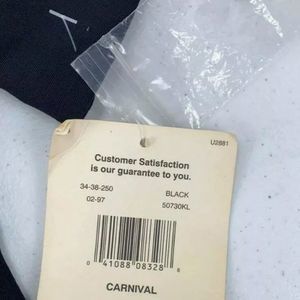 U2881
Customer Satisfaction
is our guarantee to you.
34-38-250 BLACK
02-97 50730KL
0 41088 08328 8
CARNIVAL